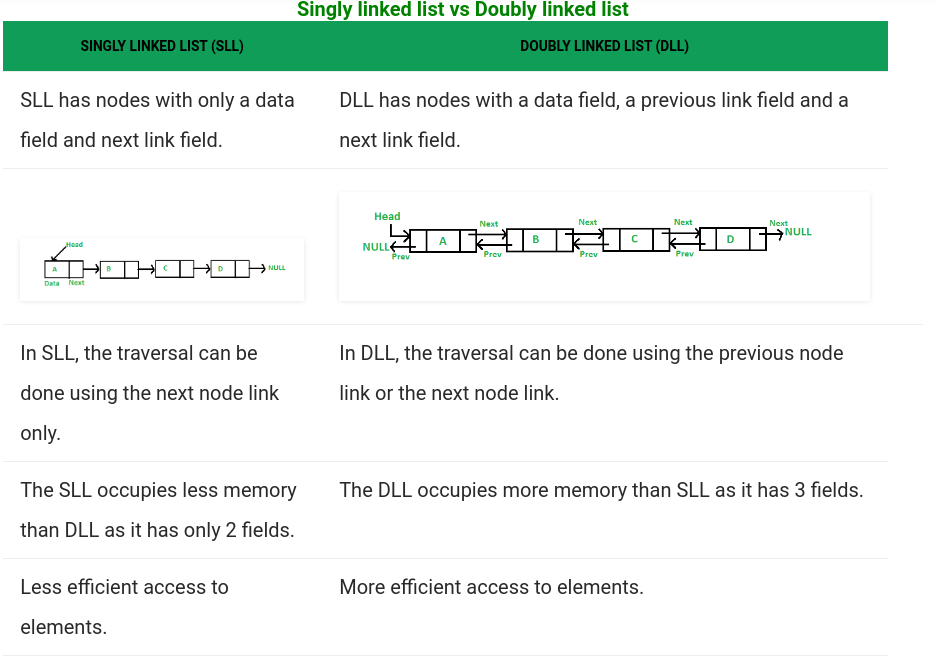 Singly linked list vs Doubly linked list
SINGLY LINKED LIST (SLL) DOUBLY LINKED LIST (DLL)
SLL has nodes with only a data
field and next link field.
DLL has nodes with a data field, a previous link field and a
next link field.
Head
A B C D NULL
Data Next
Head
Next Next Next Next
NULL A B C D NULL
Prev Prev Prev Prev
In SLL, the traversal can be
done using the next node link
only.
In DLL, the traversal can be done using the previous node
link or the next node link.
The SLL occupies less memory
than DLL as it has only 2 fields.
The DLL occupies more memory than SLL as it has 3 fields.
Less efficient access to
elements.
More efficient access to elements.